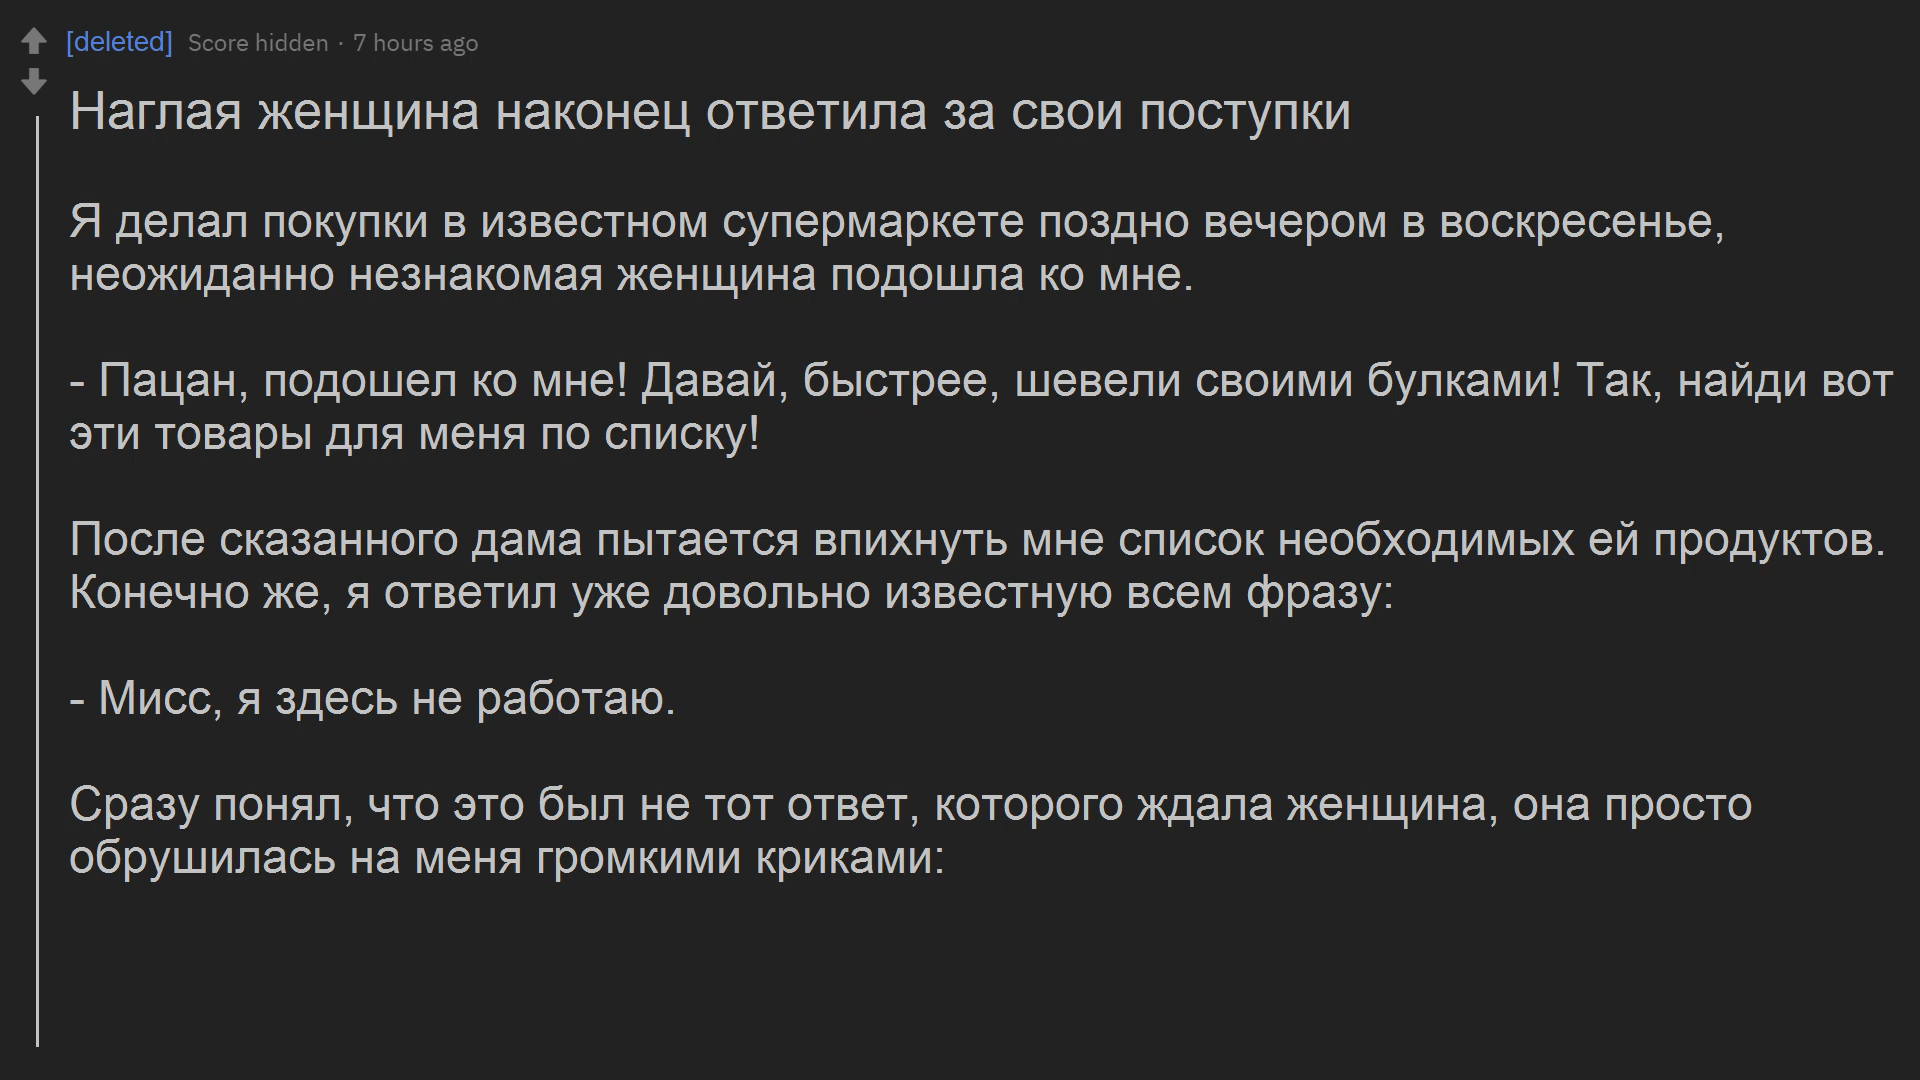 [deleted] Score hidden · 7 hours ago
Наглая женщина наконец ответила за свои поступки
Я делал покупки в известном супермаркете поздно вечером в воскресенье,
неожиданно незнакомая женщина подошла ко мне.
- Пацан, подошел ко мне! Давай, быстрее, шевели своими булками! Так, найди вот
эти товары для меня по списку!
После сказанного дама пытается впихнуть мне список необходимых ей продуктов.
Конечно же, я ответил уже довольно известную всем фразу:
- Мисс, я здесь не работаю.
Сразу понял, что это был не тот ответ, которого ждала женщина, она просто
обрушилась на меня громкими криками: